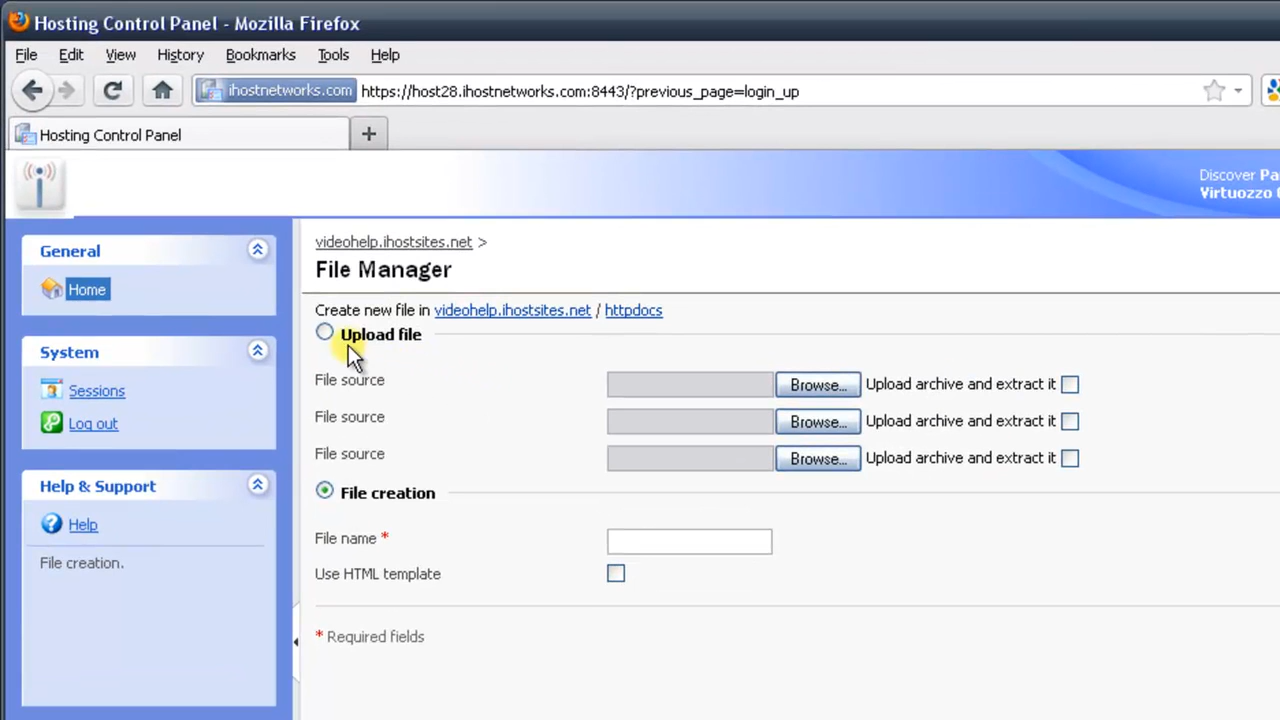 Hosting Control Panel - Mozilla Firefox
File Edit View History Bookmarks Tools Help
ihostnetworks.com https://host28.ihostnetworks.com:8443/?previous_page=login_up
Hosting Control Panel
Discover
Virtuozzo
General
Home
System
Sessions
Log out
Help & Support
Help
File creation.
videohelp.ihostsites.net >
File Manager
Create new file in videohelp.ihostsites.net / httpdocs
Upload file
File source Browse... Upload archive and extract it
File source Browse... Upload archive and extract it
File source Browse... Upload archive and extract it
File creation
File name *
Use HTML template
* Required fields